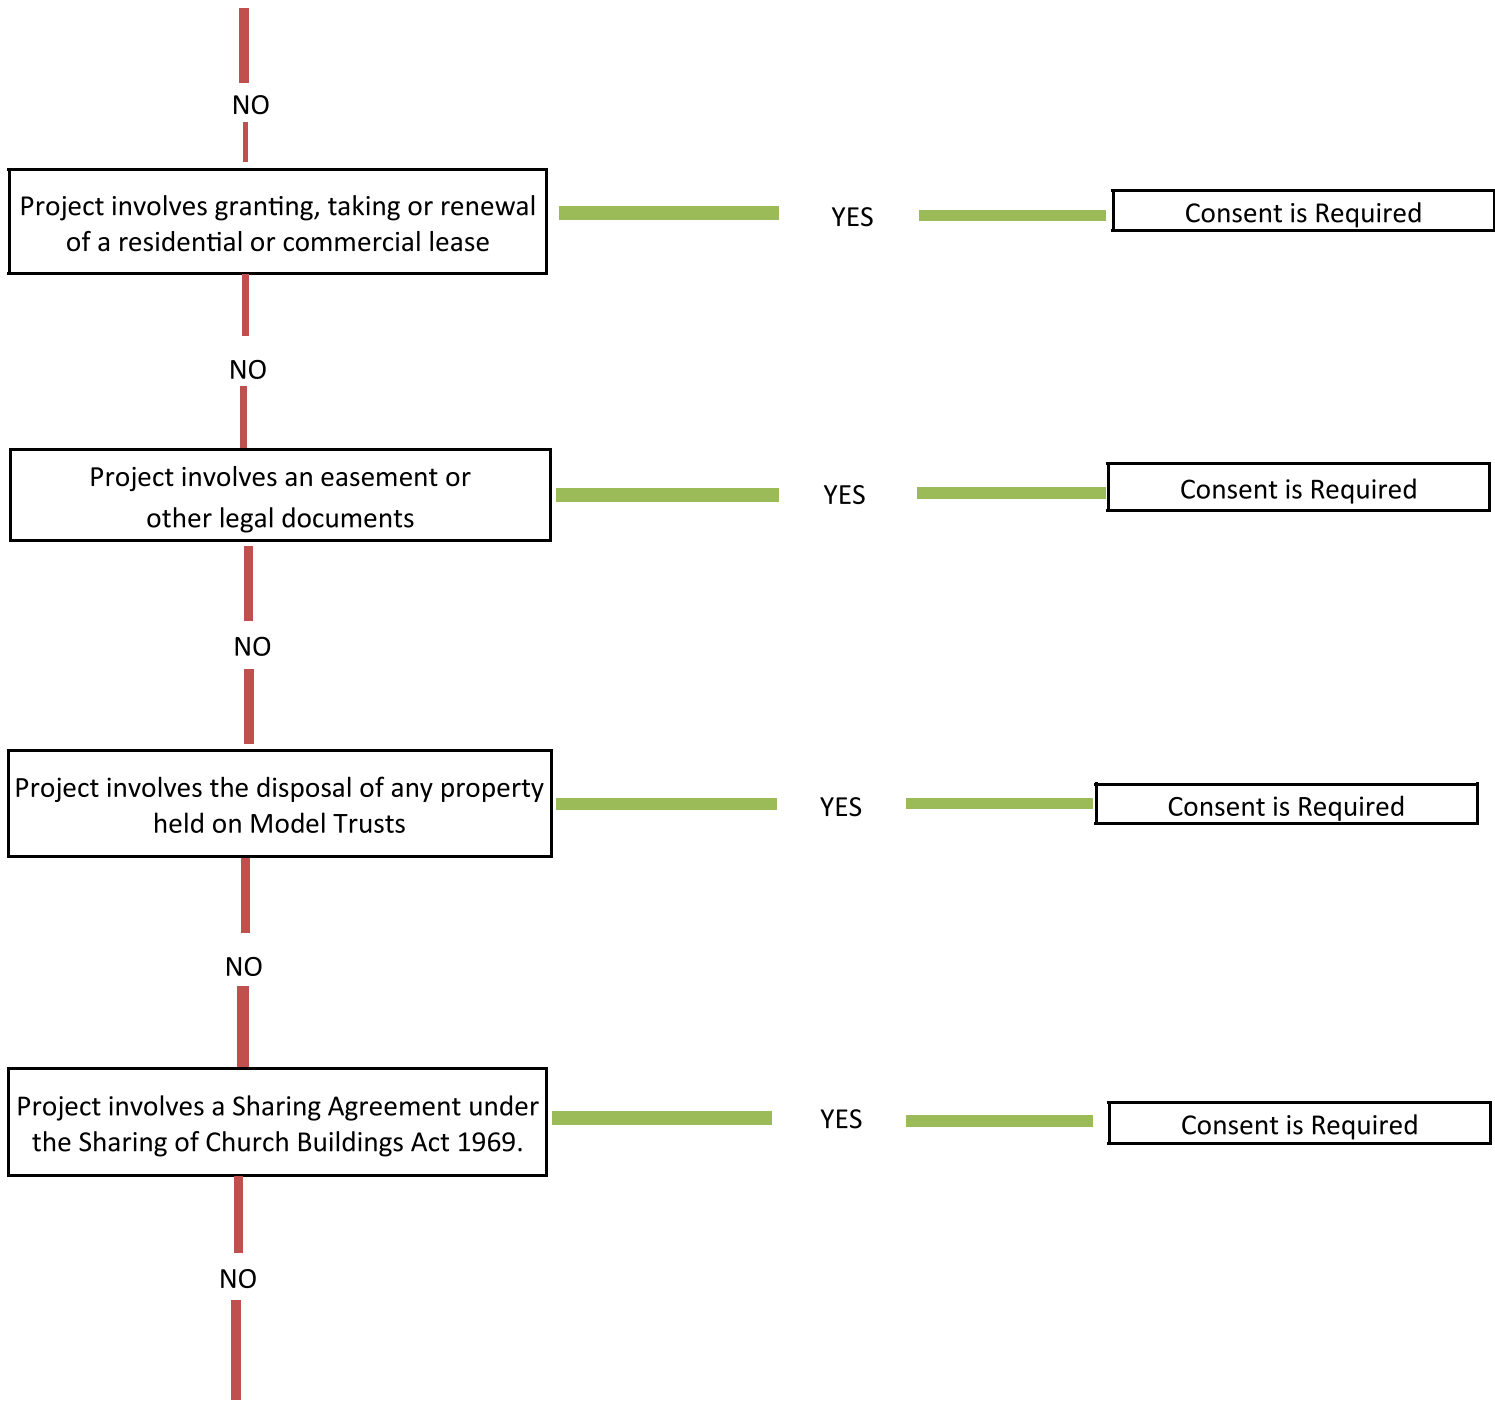 NO
Project involves granting, taking or renewal
of a residential or commercial lease
YES
Consent is Required
NO
Project involves an easement or
other legal documents
YES
Consent is Required
NO
Project involves the disposal of any property
held on Model Trusts
YES
Consent is Required
NO
Project involves a Sharing Agreement under
the Sharing of Church Buildings Act 1969.
YES
Consent is Required
NO